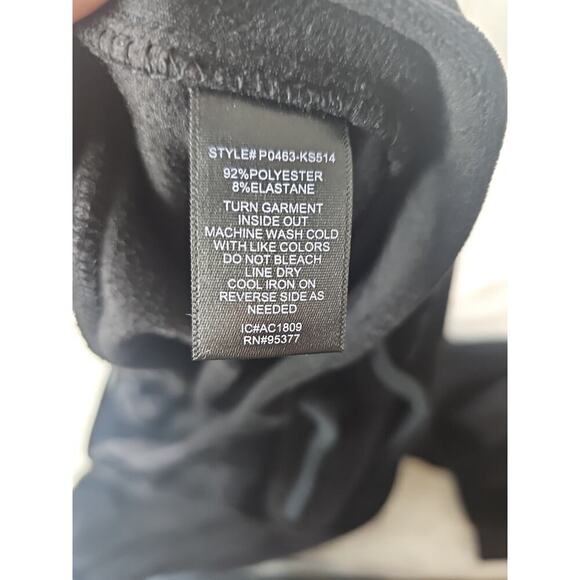 STYLE# P0463-KS514
92%POLYESTER
8%ELASTANE
TURN GARMENT
INSIDE OUT
MACHINE WASH COLD
WITH LIKE COLORS
DO NOT BLEACH
LINE DRY
COOL IRON ON
REVERSE SIDE AS
NEEDED
IC#AC1809
RN#95377